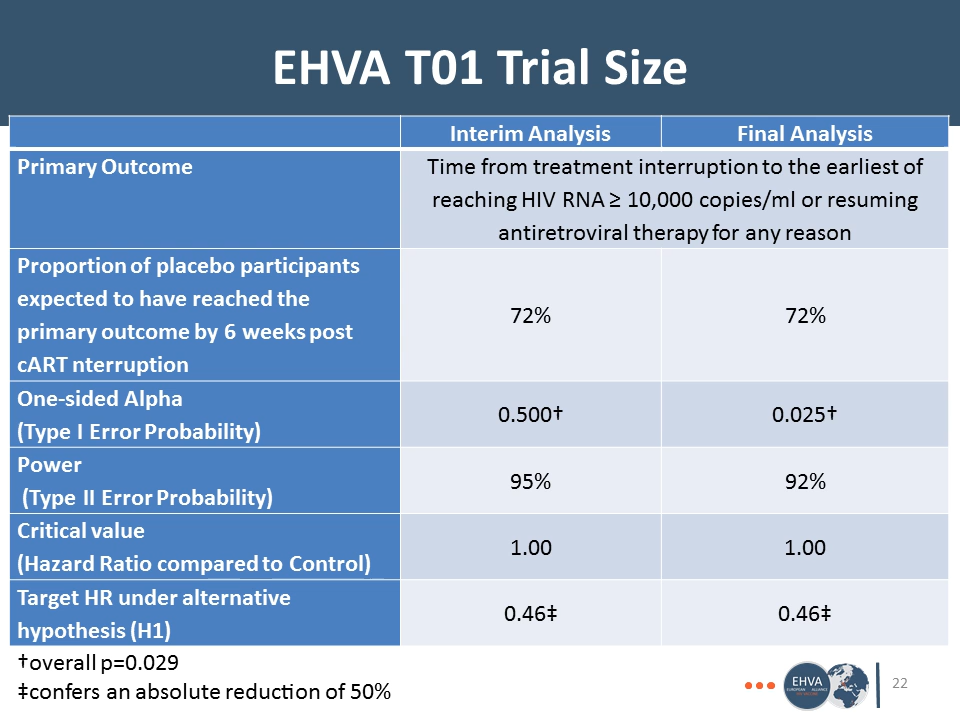 EHVA T01 Trial Size
Interim Analysis
Final Analysis
Primary Outcome
Time from treatment interruption to the earliest of
reaching HIV RNA ≥ 10,000 copies/ml or resuming
antiretroviral therapy for any reason
Proportion of placebo participants
expected to have reached the
primary outcome by 6 weeks post
cART nterruption
72%
72%
One-sided Alpha
(Type I Error Probability)
0.500†
0.025†
Power
(Type II Error Probability)
95%
92%
Critical value
(Hazard Ratio compared to Control)
1.00
1.00
Target HR under alternative
hypothesis (H1)
0.46‡
0.46‡
†overall p=0.029
‡confers an absolute reduction of 50%
EHVA
EUROPEAN ALLIANCE
22